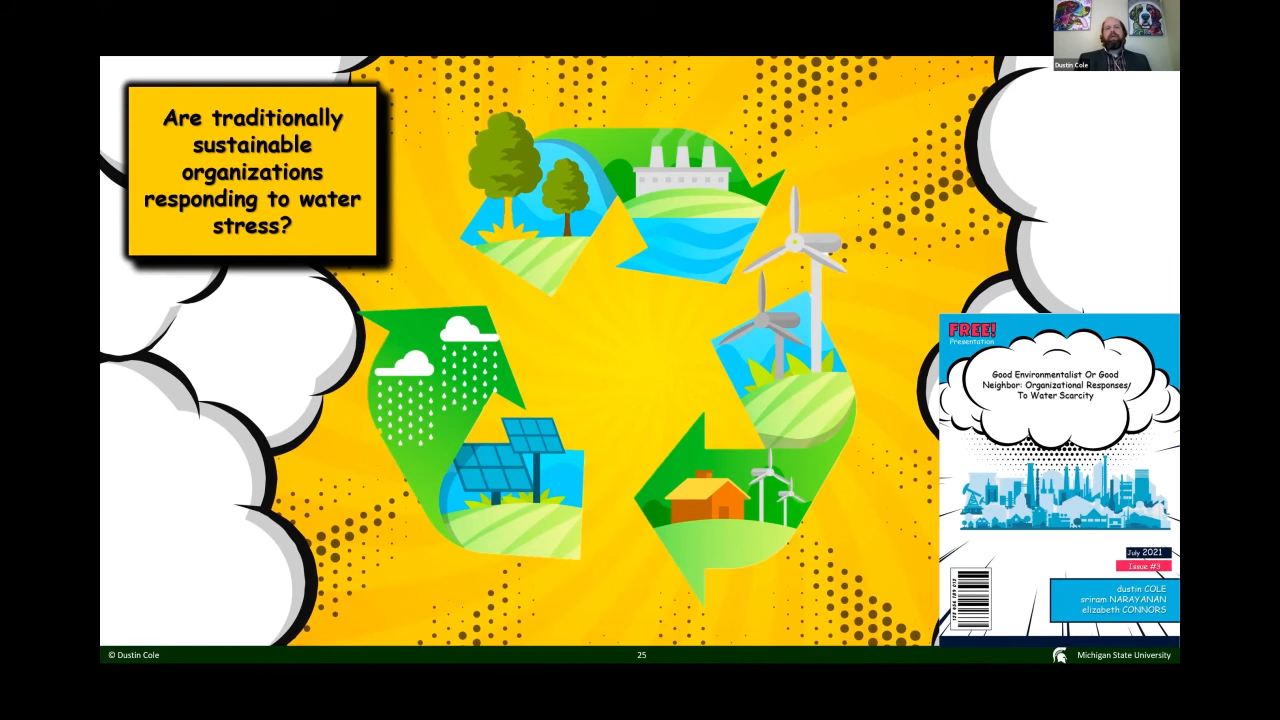 Dustin Cole
Are traditionally
sustainable
organizations
responding to water
stress?
FREE!
Presentation
Good Environmentalist Or Good
Neighbor: Organizational Responses
To Water Scarcity
July 2021
Issue #3
dustin COLE
sriram NARAYANAN
elizabeth CONNORS
© Dustin Cole
25
Michigan State University